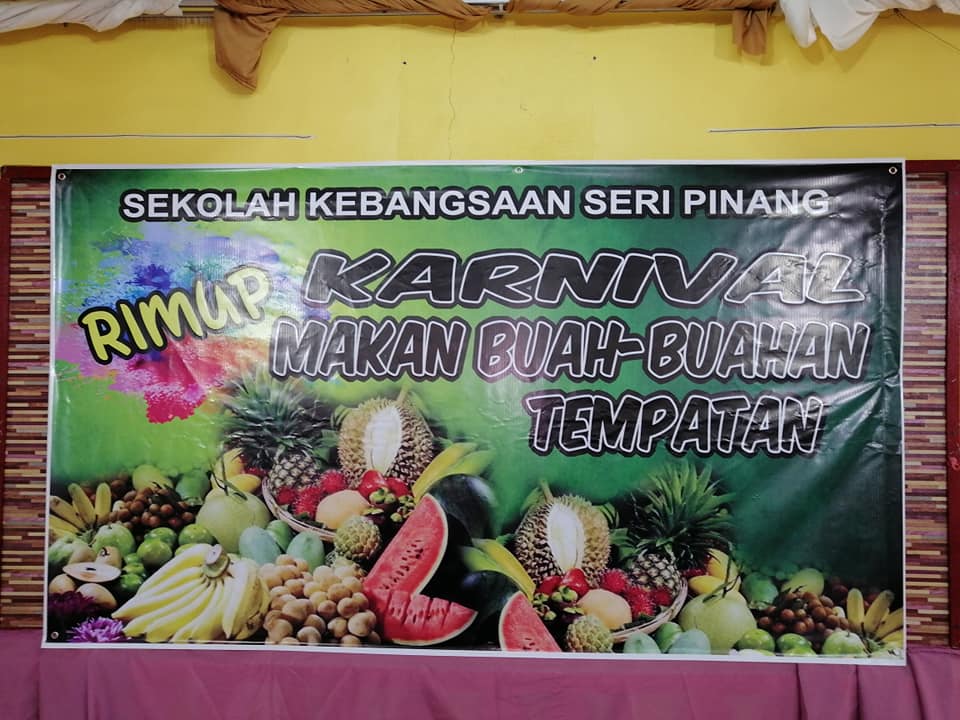 SEKOLAH KEBANGSAAN SERI PINANG
RIMUP
KARNIVAL
MAKAN BUAH-BUAHAN
TEMPATAN